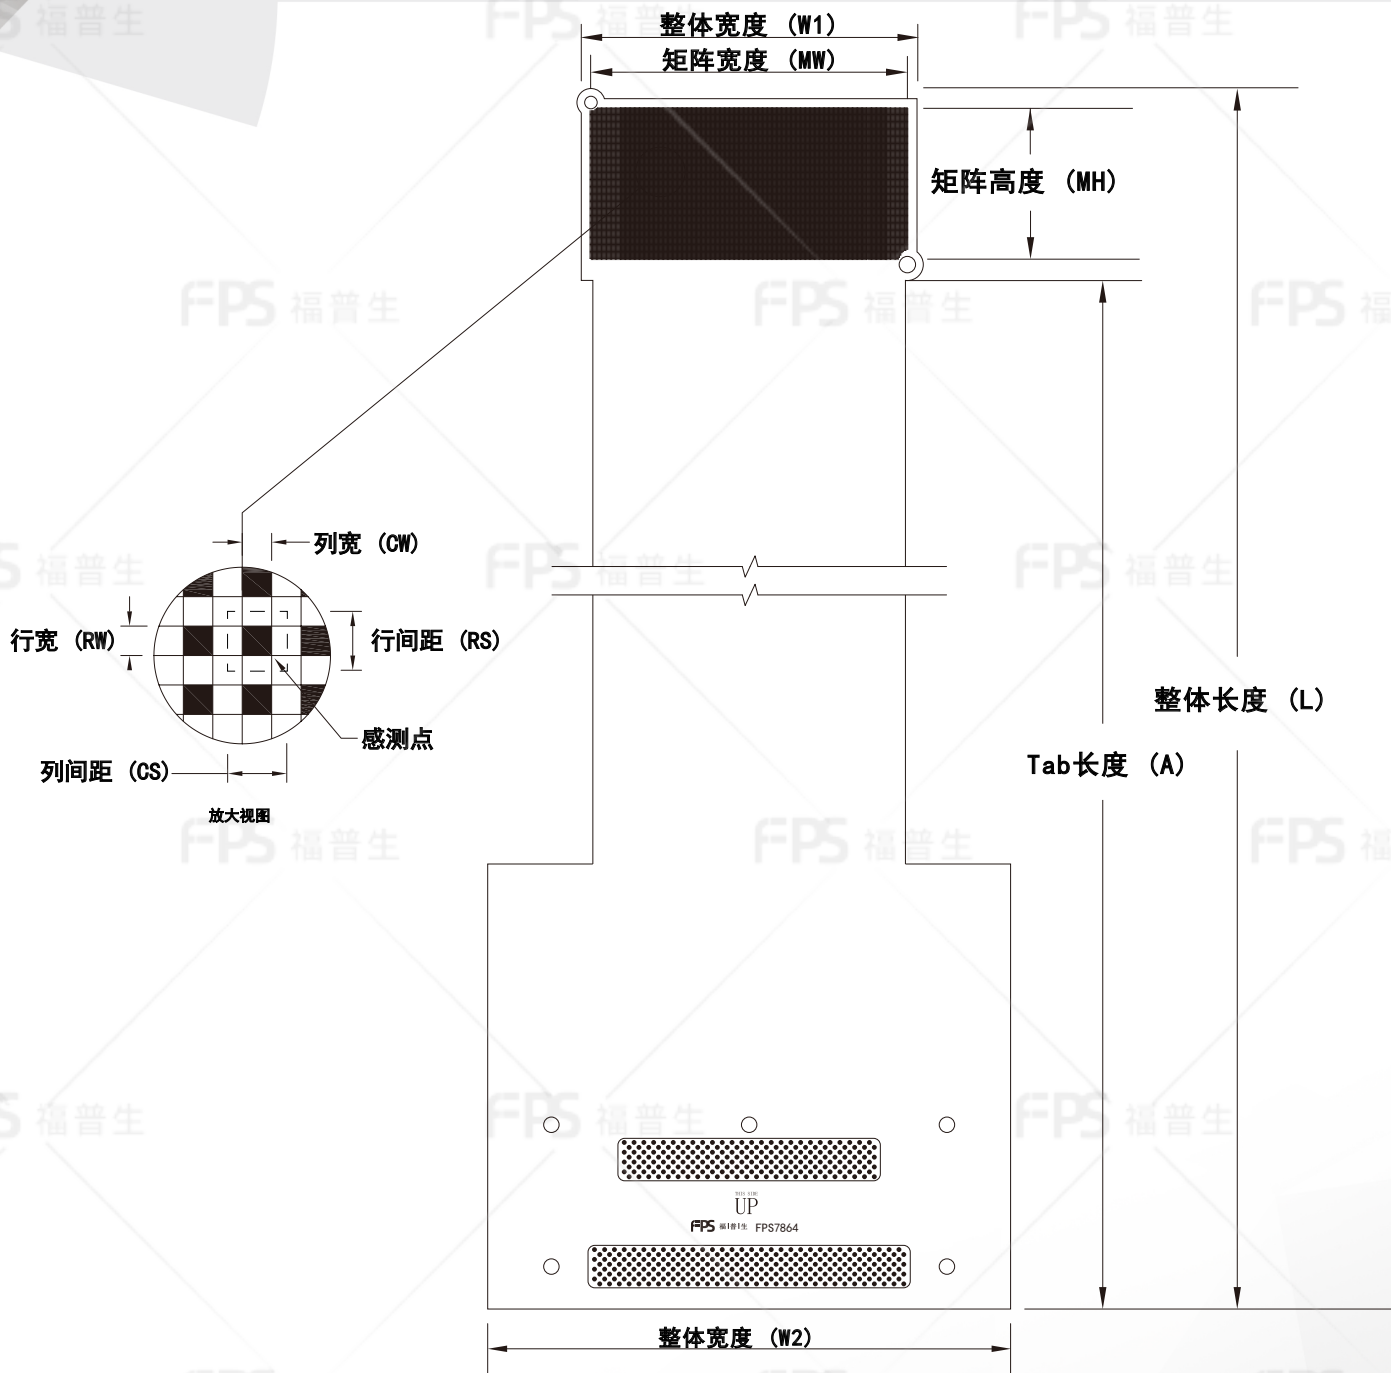 整体宽度 (W1)
矩阵宽度 (MW)
矩阵高度 (MH)
列宽 (CW)
行宽 (RW)
行间距 (RS)
感测点
列间距 (CS)
放大视图
整体长度 (L)
Tab长度 (A)
THIS SIDE
UP
FPS 福|普|生 FPS7864
整体宽度 (W2)
FPS 福普生